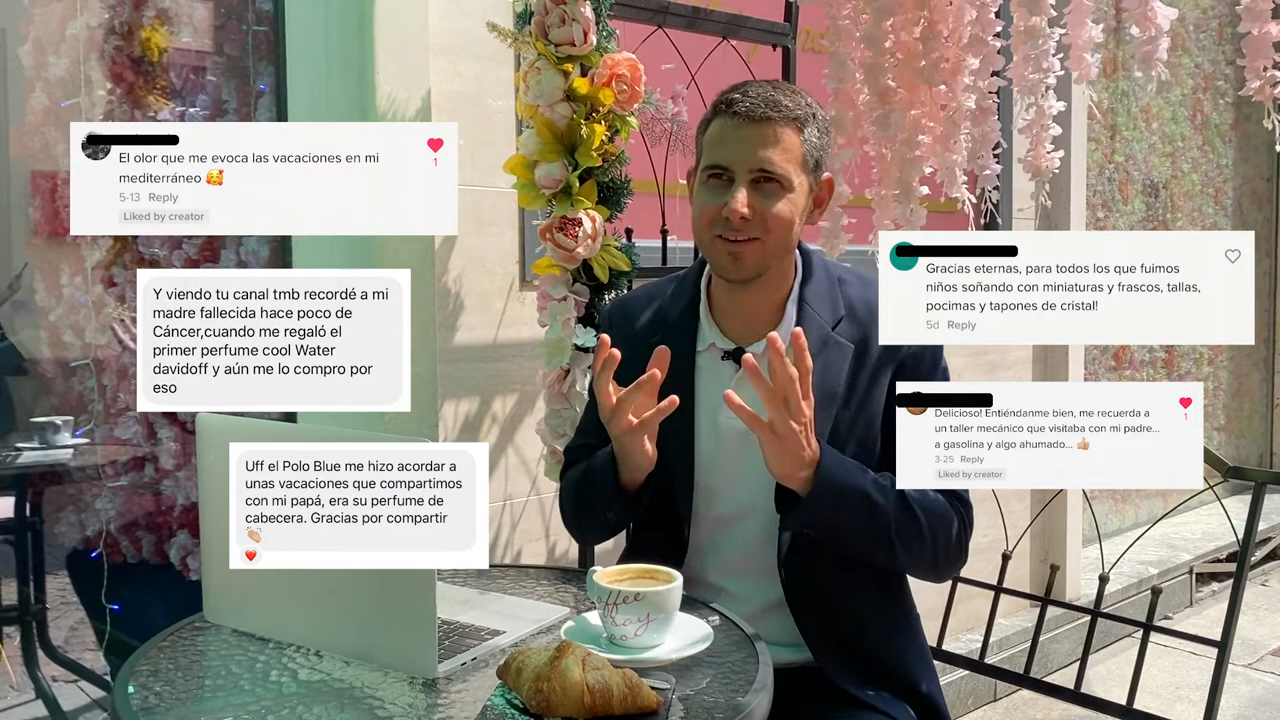 El olor que me evoca las vacaciones en mi
mediterráneo 🥰
1
5-13 Reply
Liked by creator
Y viendo tu canal tmb recordé a mi
madre fallecida hace poco de
Cáncer,cuando me regaló el
primer perfume cool Water
davidoff y aún me lo compro por
eso
Uff el Polo Blue me hizo acordar a
vacaciones que compartimos
con mi papá, era su perfume de
cabecera. Gracias por compartir
👏🏼
❤️
Gracias eternas, para todos los que fuimos
niños soñando con miniaturas y frascos, tallas,
pocimas y tapones de cristal!
5d Reply
Delicioso! Entiéndanme bien, me recuerda a
un taller mecánico que visitaba con mi padre...
a gasolina y algo ahumado... 👍🏼
1
3-25 Reply
Liked by creator
coffee